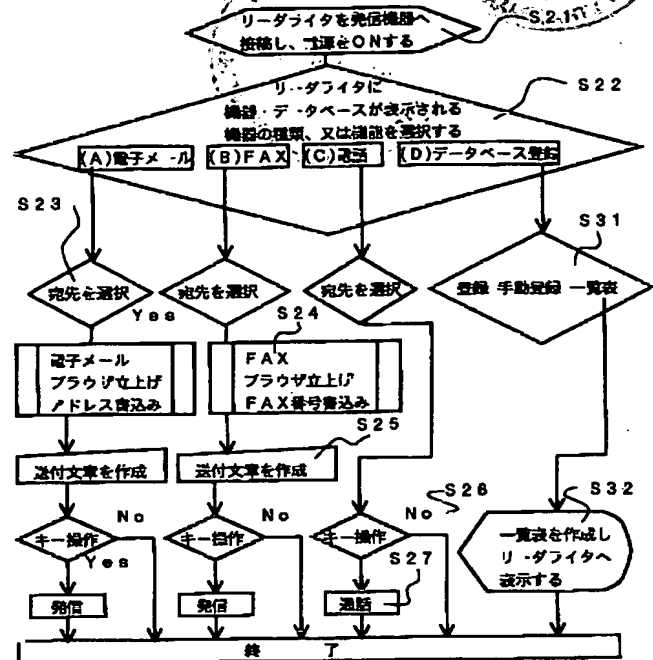 リーダライタを発信機器へ
接続し、電源をONする
S21
リーダライタに
機器・データベースが表示される
機器の種類、又は機能を選択する
S22
(A)電子メール
(B)FAX
(C)電話
(D)データベース登録
S23
S31
宛先を選択
宛先を選択
宛先を選択
登録 手動登録 一覧表
Yes
S24
電子メール
ブラウザ立上げ
アドレス書込み
FAX
ブラウザ立上げ
FAX番号書込み
S25
送付文章を作成
送付文章を作成
S26
S32
No
No
No
キー操作
キー操作
キー操作
一覧表を作成し
リーダライタへ
表示する
Yes
S27
発信
発信
通話
終 了